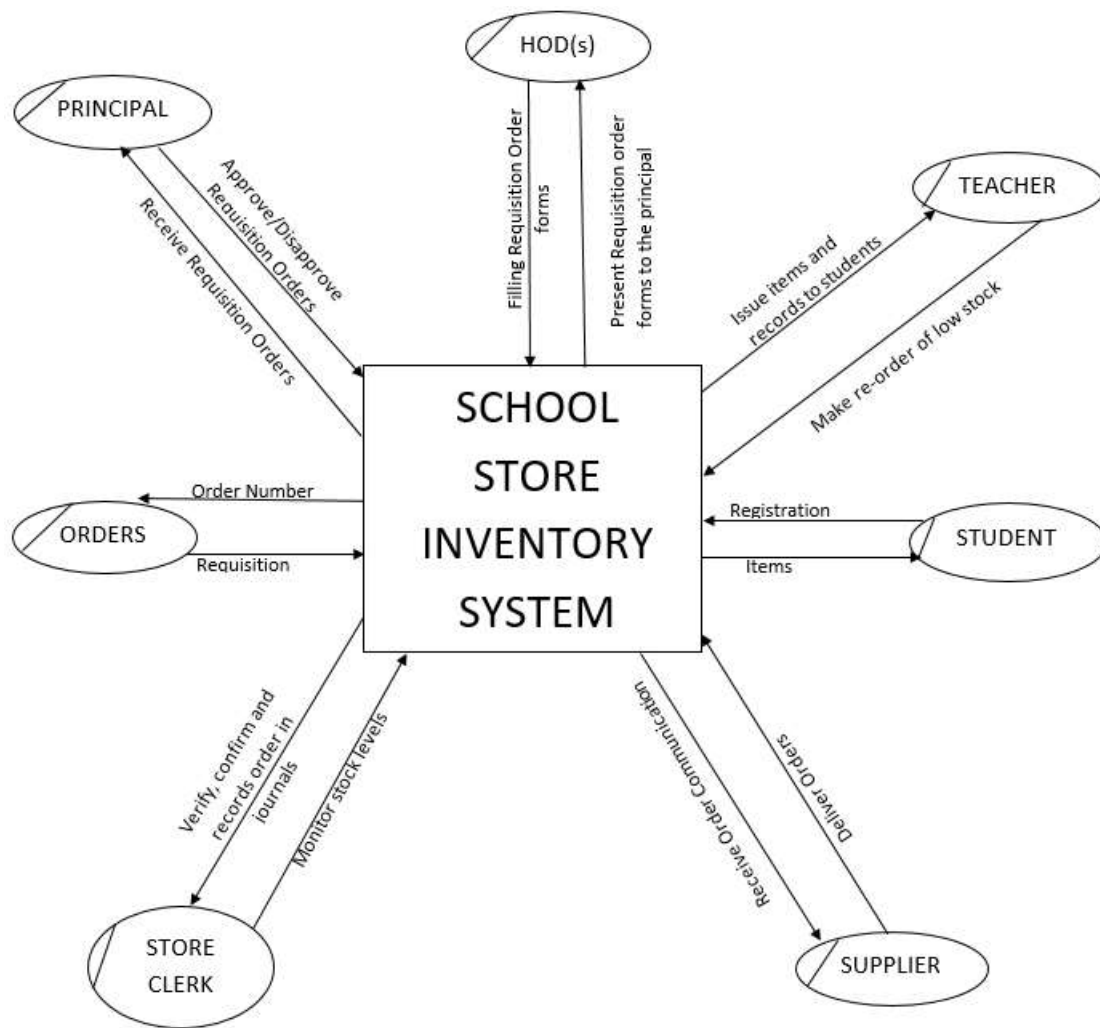 HOD(s)
PRINCIPAL
TEACHER
Approve/Disapprove
Requisition Orders
Receive Requisition Orders
Filling Requisition Order
forms
Present Requisition order
forms to the principal
Issue items and
records to students
Make re-order of low stock
SCHOOL
STORE
INVENTORY
SYSTEM
Order Number
ORDERS
Requisition
Registration
STUDENT
Items
Verify, confirm and
records order in
journals
Monitor stock levels
Receive Order Communication
Deliver Orders
STORE
CLERK
SUPPLIER